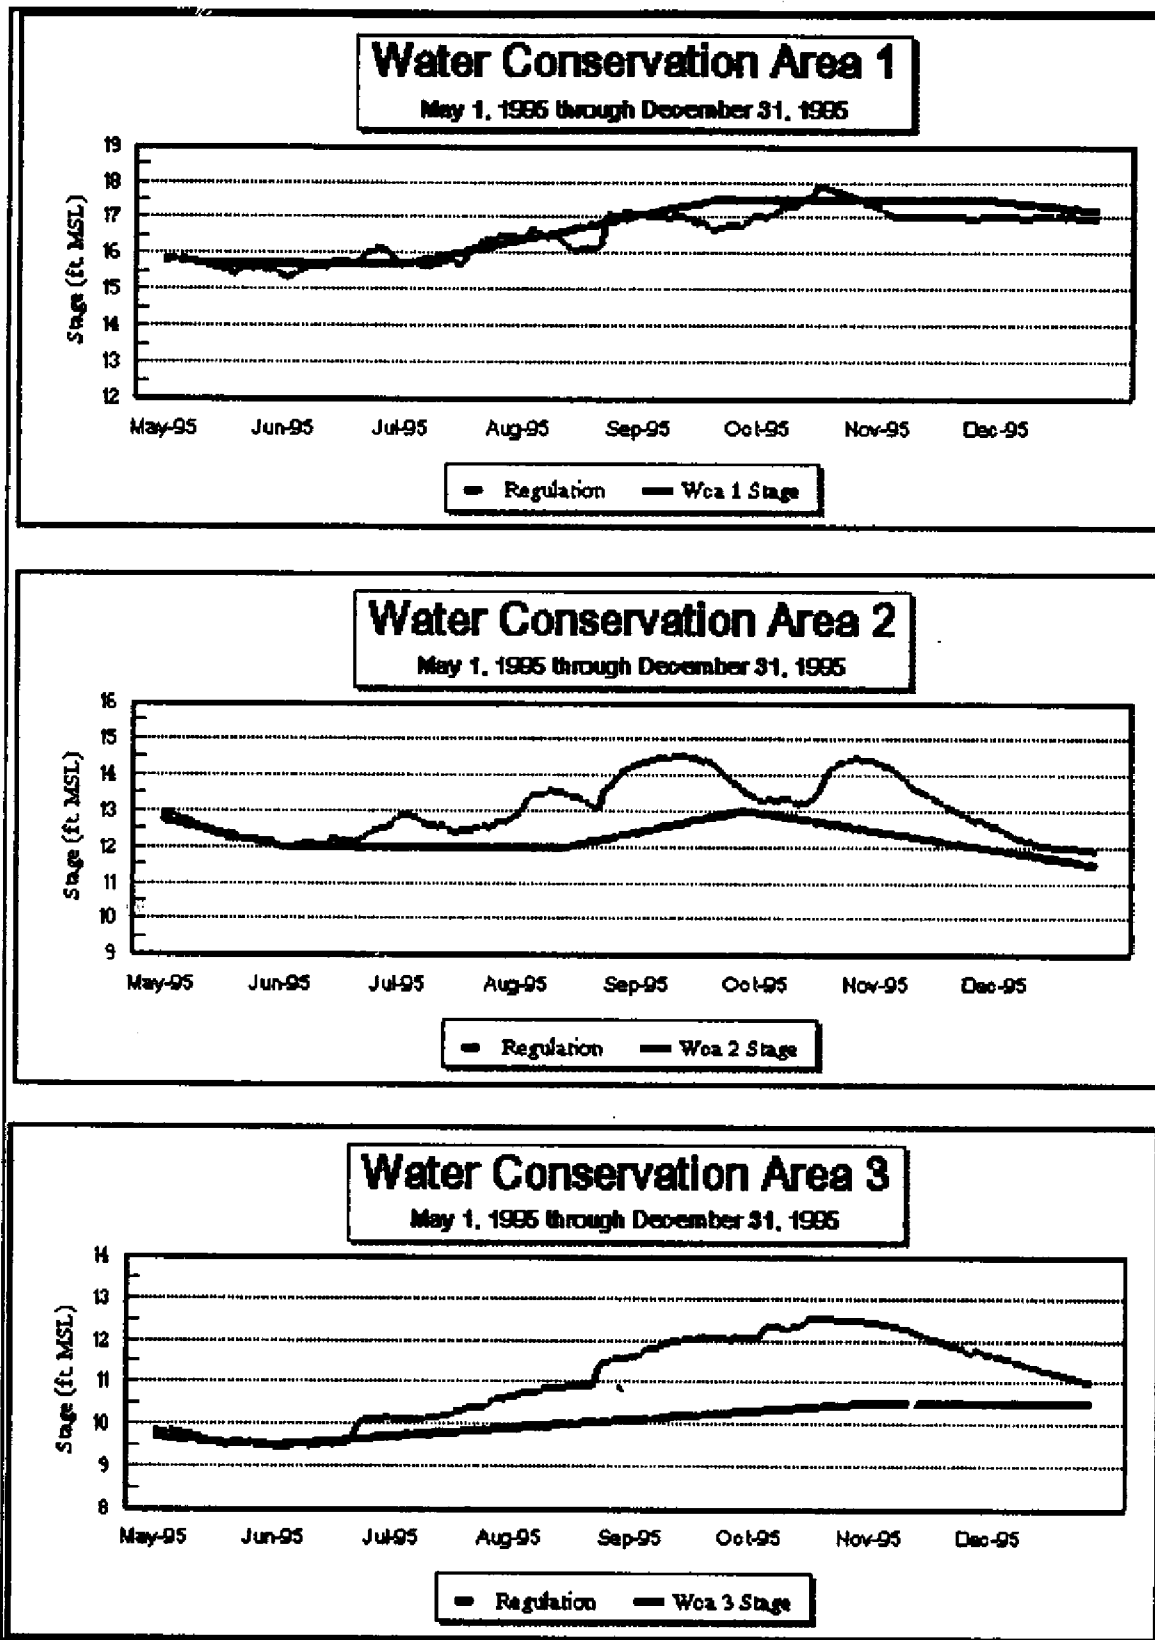 Water Conservation Area 1
May 1, 1995 through December 31, 1995
Stage (ft. MSL)
19
18
17
16
15
14
13
12
May-95 Jun-95 Jul-95 Aug-95 Sep-95 Oct-95 Nov-95 Dec-95
Regulation Wca 1 Stage
Water Conservation Area 2
May 1, 1995 through December 31, 1995
Stage (ft. MSL)
16
15
14
13
12
11
10
9
May-95 Jun-95 Jul-95 Aug-95 Sep-95 Oct-95 Nov-95 Dec-95
Regulation Wca 2 Stage
Water Conservation Area 3
May 1, 1995 through December 31, 1995
Stage (ft. MSL)
14
13
12
11
10
9
8
May-95 Jun-95 Jul-95 Aug-95 Sep-95 Oct-95 Nov-95 Dec-95
Regulation Wca 3 Stage